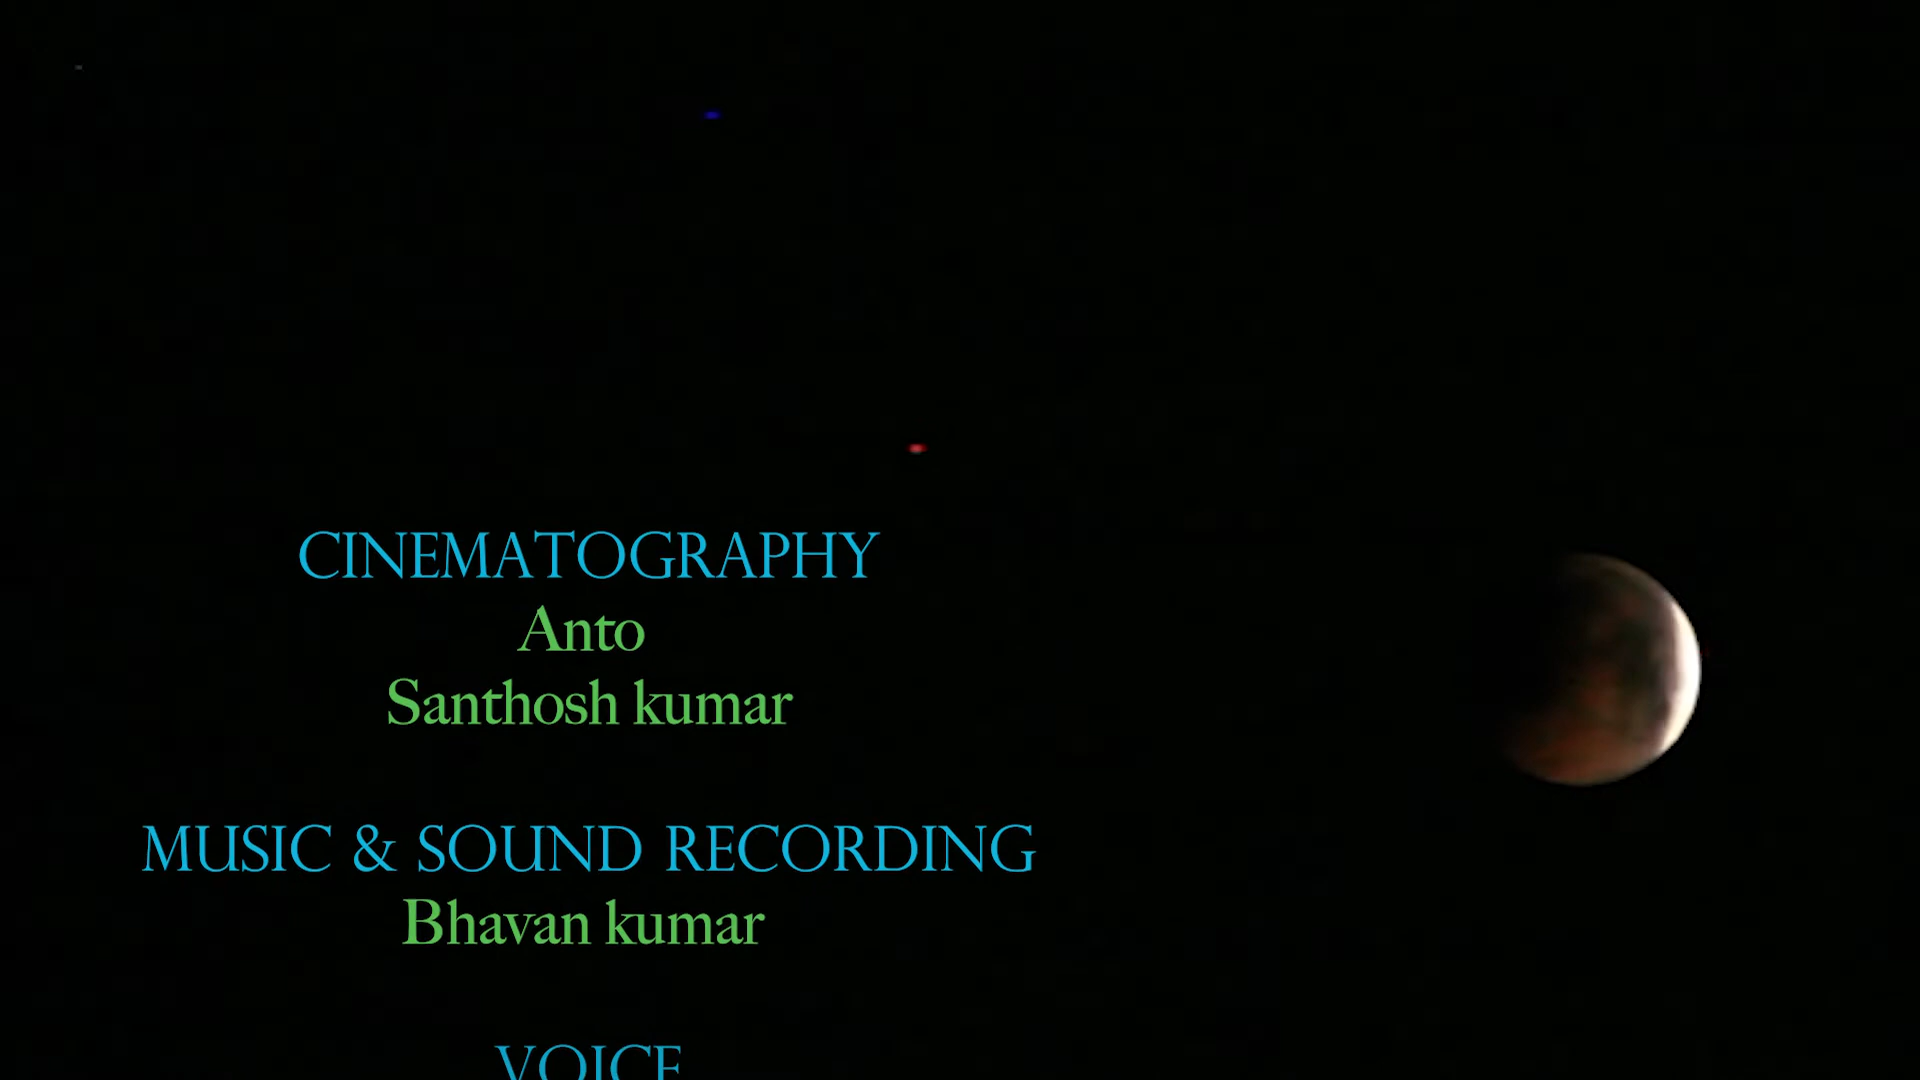 CINEMATOGRAPHY
Anto
Santhosh kumar
MUSIC & SOUND RECORDING
Bhavan kumar
VOICE